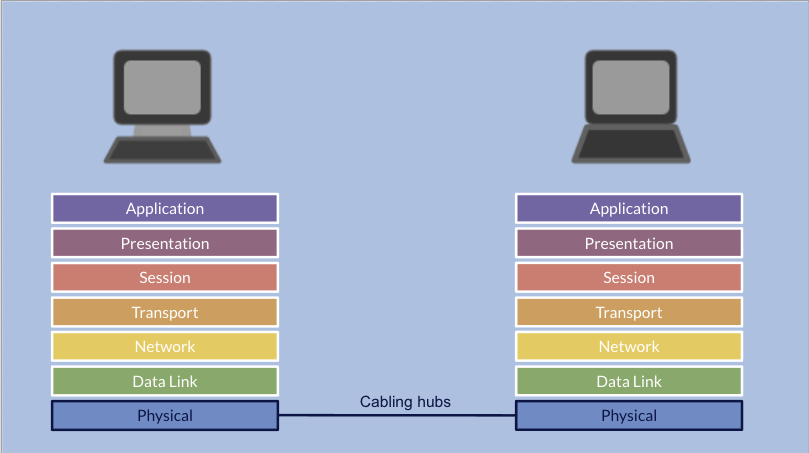 Application
Presentation
Session
Transport
Network
Data Link
Physical
Cabling hubs
Application
Presentation
Session
Transport
Network
Data Link
Physical